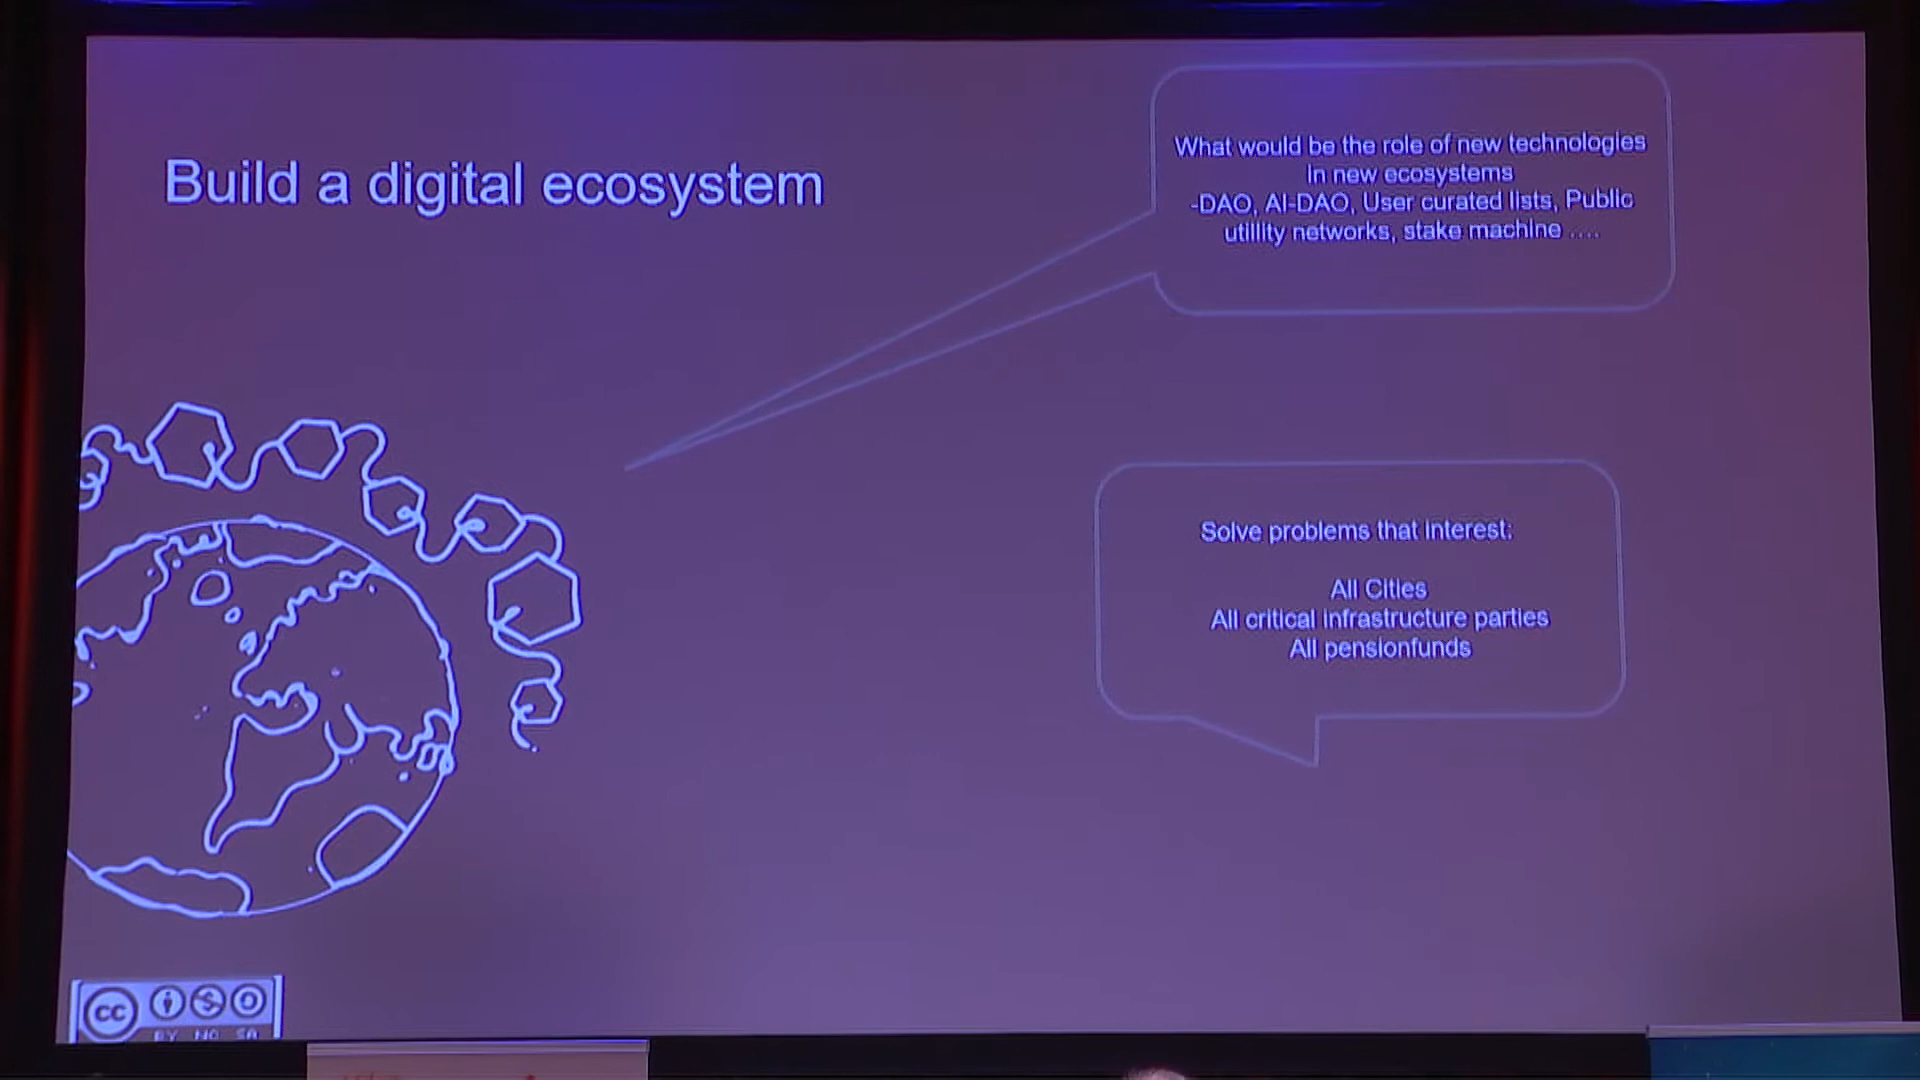 Build a digital ecosystem
What would be the role of new technologies
in new ecosystems
-DAO, AI-DAO, User curated lists, Public
utillity networks, stake machine ....
Solve problems that interest:
All Cities
All critical infrastructure parties
All pensionfunds
cc
BY NC SA